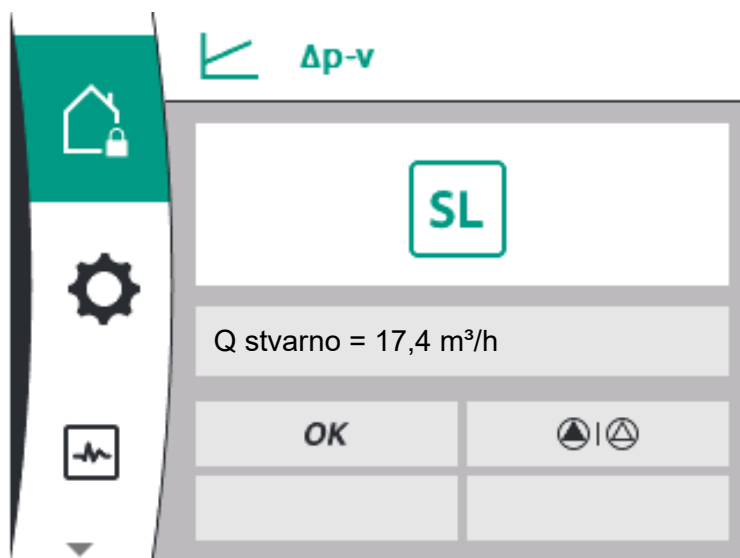 Δp-v
SL
Q stvarno = 17,4 m³/h
OK